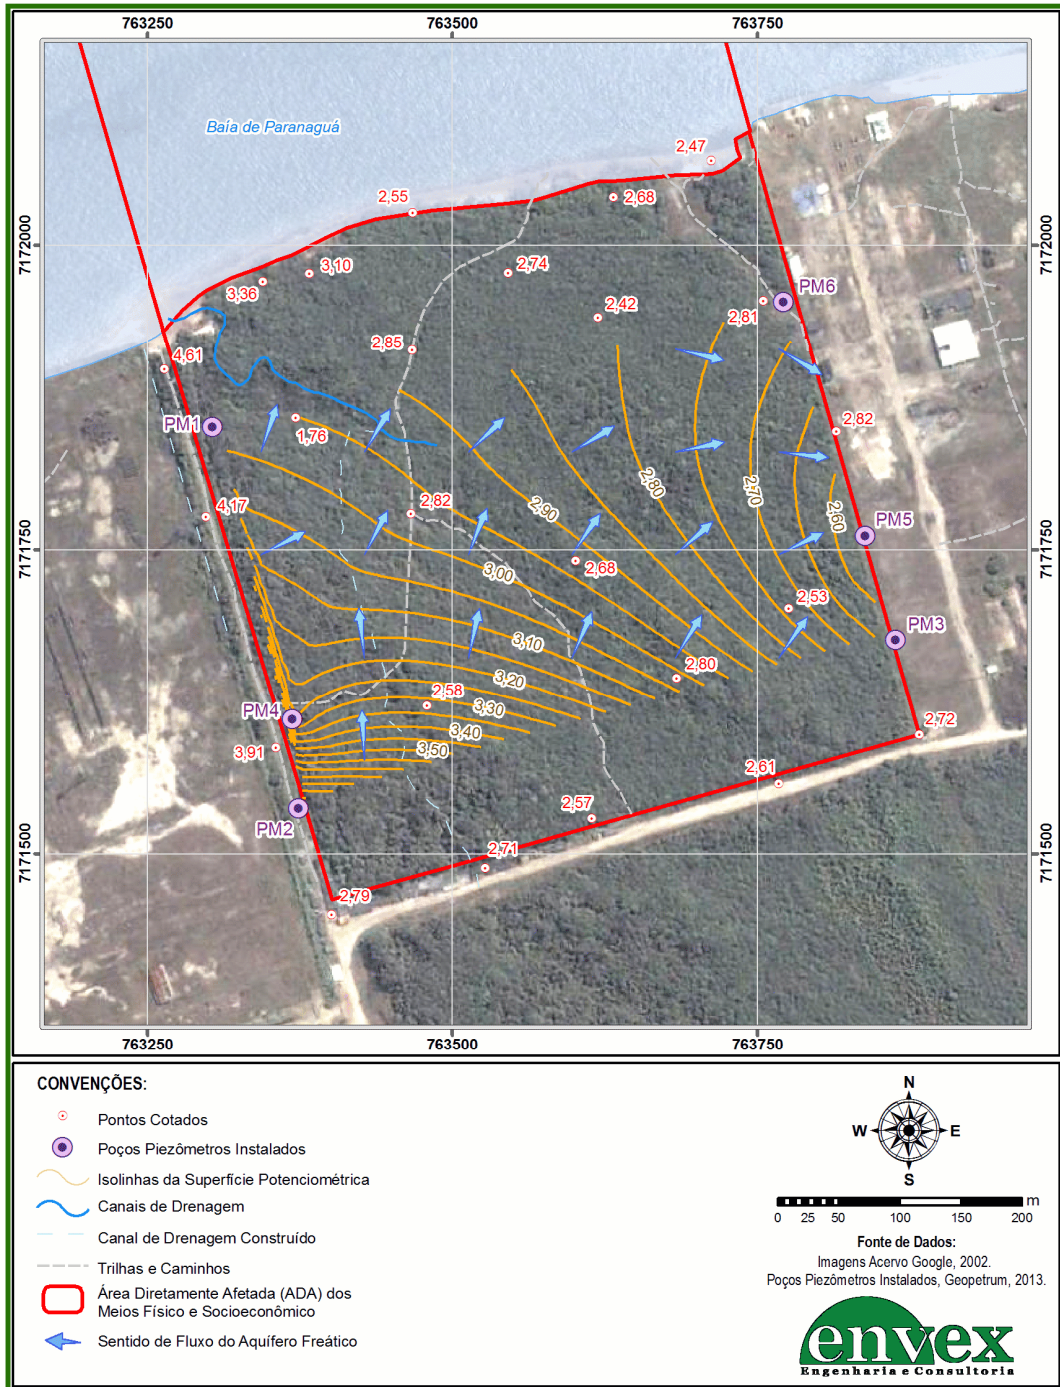 763250
763500
763750
7172000
7172000
7171750
7171750
7171500
7171500
Baía de Paranaguá
2,47
2,55
2,68
3,10
3,36
2,74
2,42
PM6
2,81
2,85
4,61
PM1
1,76
2,82
2,80
2,70
2,60
2,90
4,17
2,82
PM5
3,00
2,68
2,53
PM3
3,10
2,80
3,20
2,58
3,30
PM4
3,40
3,91
3,50
2,72
2,61
2,57
PM2
2,71
2,79
763250
763500
763750
CONVENÇÕES:
Pontos Cotados
Poços Piezômetros Instalados
Isolinhas da Superfície Potenciométrica
Canais de Drenagem
Canal de Drenagem Construído
Trilhas e Caminhos
Área Diretamente Afetada (ADA) dos
Meios Físico e Socioeconômico
Sentido de Fluxo do Aquífero Freático
N
W
E
S
m
0 25 50 100 150 200
Fonte de Dados:
Imagens Acervo Google, 2002.
Poços Piezômetros Instalados, Geopetrum, 2013.
envex
Engenharia e Consultoria